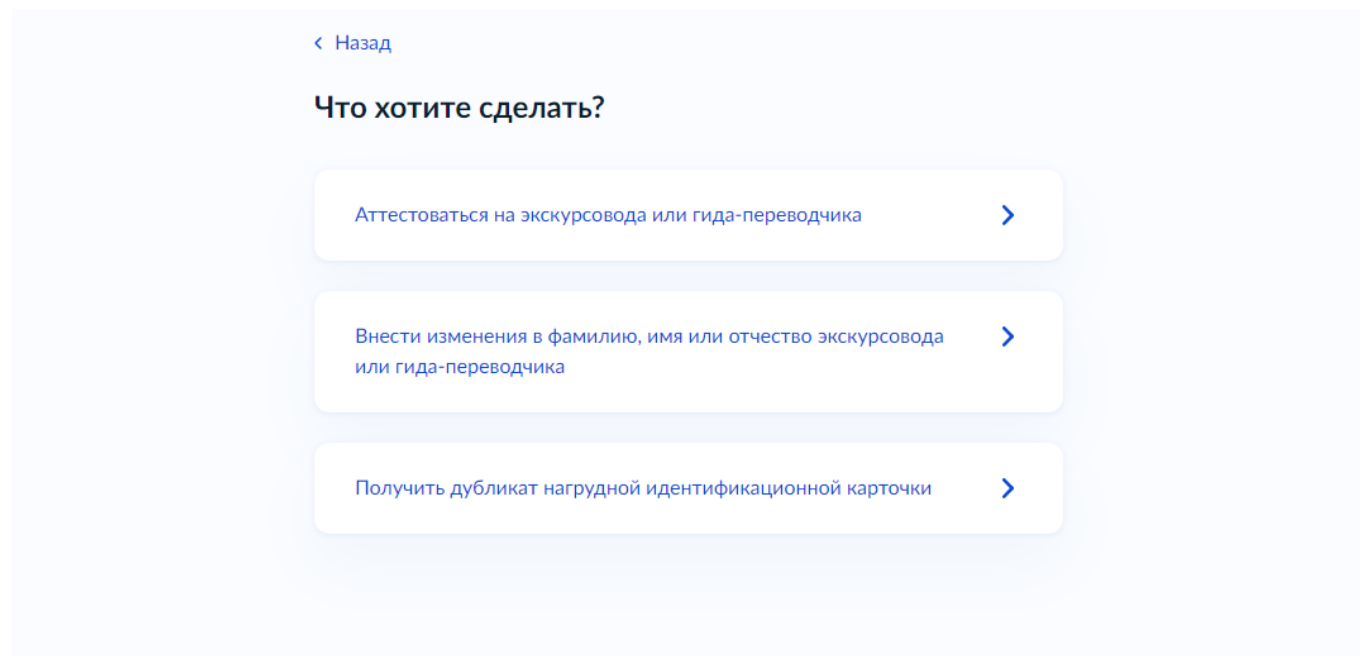 Назад
Что хотите сделать?
Аттестоваться на экскурсовода или гида-переводчика
Внести изменения в фамилию, имя или отчество экскурсовода
или гида-переводчика
Получить дубликат нагрудной идентификационной карточки